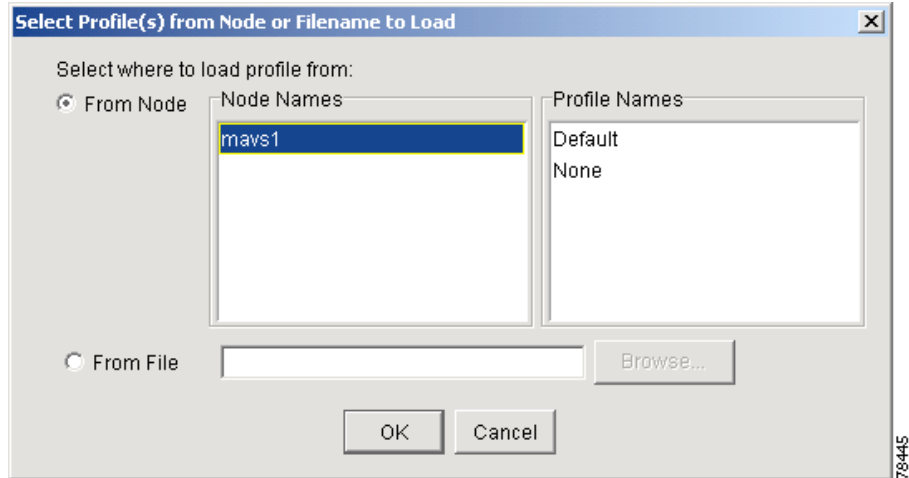 Select Profile(s) from Node or Filename to Load
Select where to load profile from:
From Node
Node Names
mavs1
Profile Names
Default
None
From File
Browse...
OK
Cancel
78445